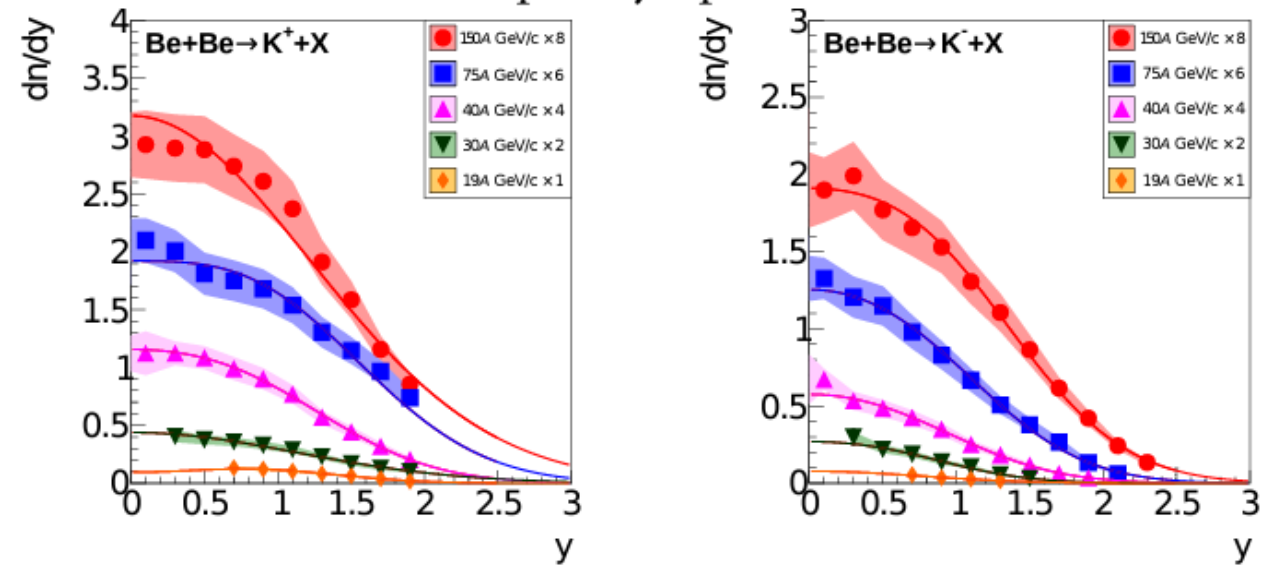 Be+Be→K⁺+X
150A GeV/c ×8
75A GeV/c ×6
40A GeV/c ×4
30A GeV/c ×2
19A GeV/c ×1
dn/dy
4
3.5
3
2.5
2
1.5
1
0.5
0
0 0.5 1 1.5 2 2.5 3
y
Be+Be→K⁻+X
150A GeV/c ×8
75A GeV/c ×6
40A GeV/c ×4
30A GeV/c ×2
19A GeV/c ×1
dn/dy
3
2.5
2
1.5
1
0.5
0
0 0.5 1 1.5 2 2.5 3
y